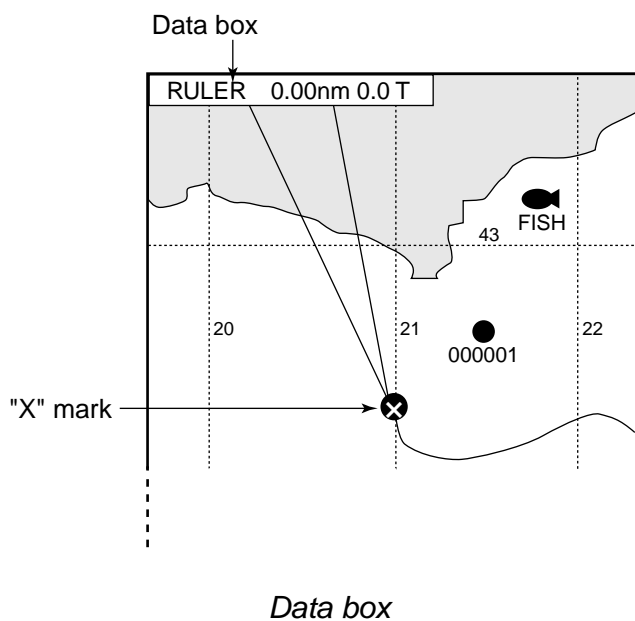 Data box
RULER 0.00nm 0.0 T
FISH
43
20
21
22
000001
"X" mark
Data box